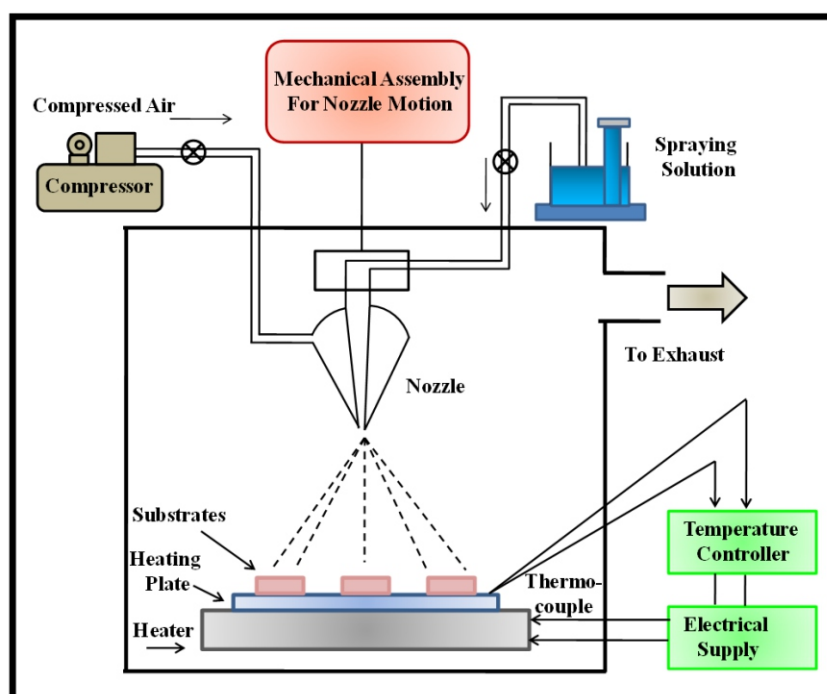 Mechanical Assembly
For Nozzle Motion
Compressed Air
Compressor
Spraying
Solution
To Exhaust
Nozzle
Substrates
Heating
Plate
Heater
Thermo-
couple
Temperature
Controller
Electrical
Supply